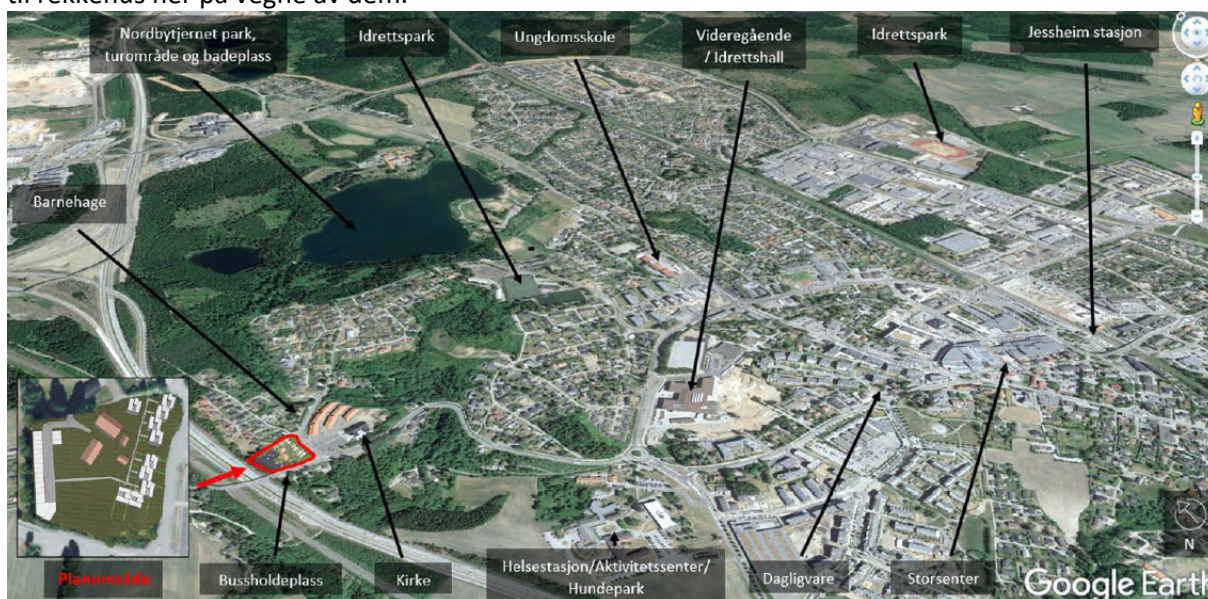 til rekkehus her på vegne av dem.
Nordbytjernet park,
turområde og badeplass
Idrettspark
Ungdomsskole
Videregående
/ Idrettshall
Idrettspark
Jessheim stasjon
Barnehage
Planområde
Bussholdeplass
Kirke
Helsestasjon/Aktivitetssenter/
Hundepark
Dagligvare
Storsenter
N
Google Earth